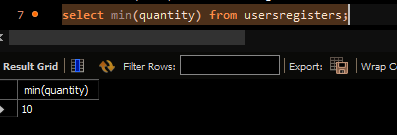 7 select min(quantity) from usersregisters;
Result Grid Filter Rows: Export: Wrap C
min(quantity)
10